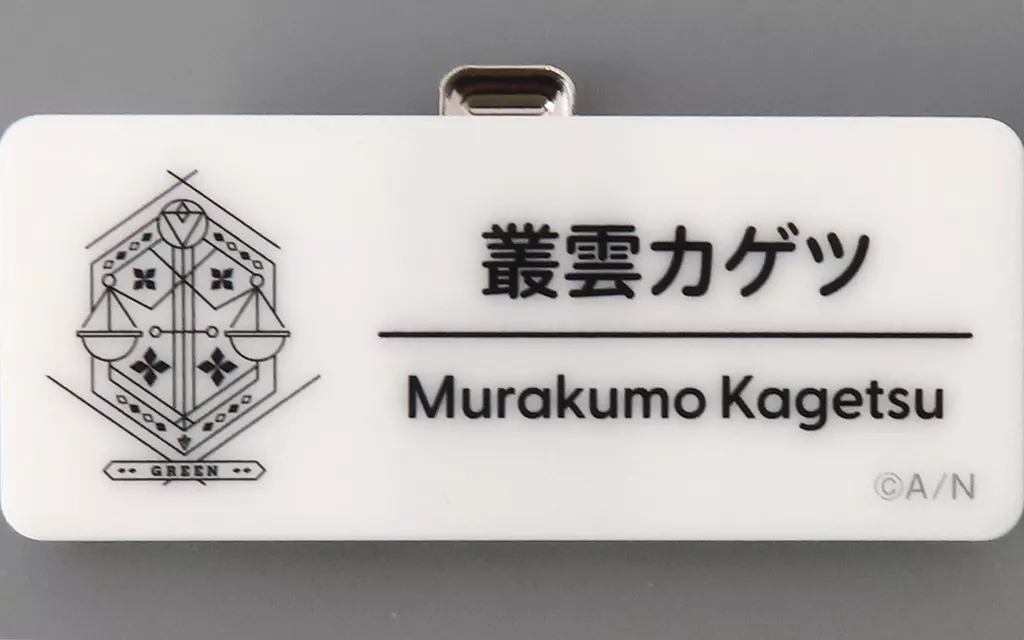 叢雲カゲツ
Murakumo Kagetsu
GREEN
©A/N